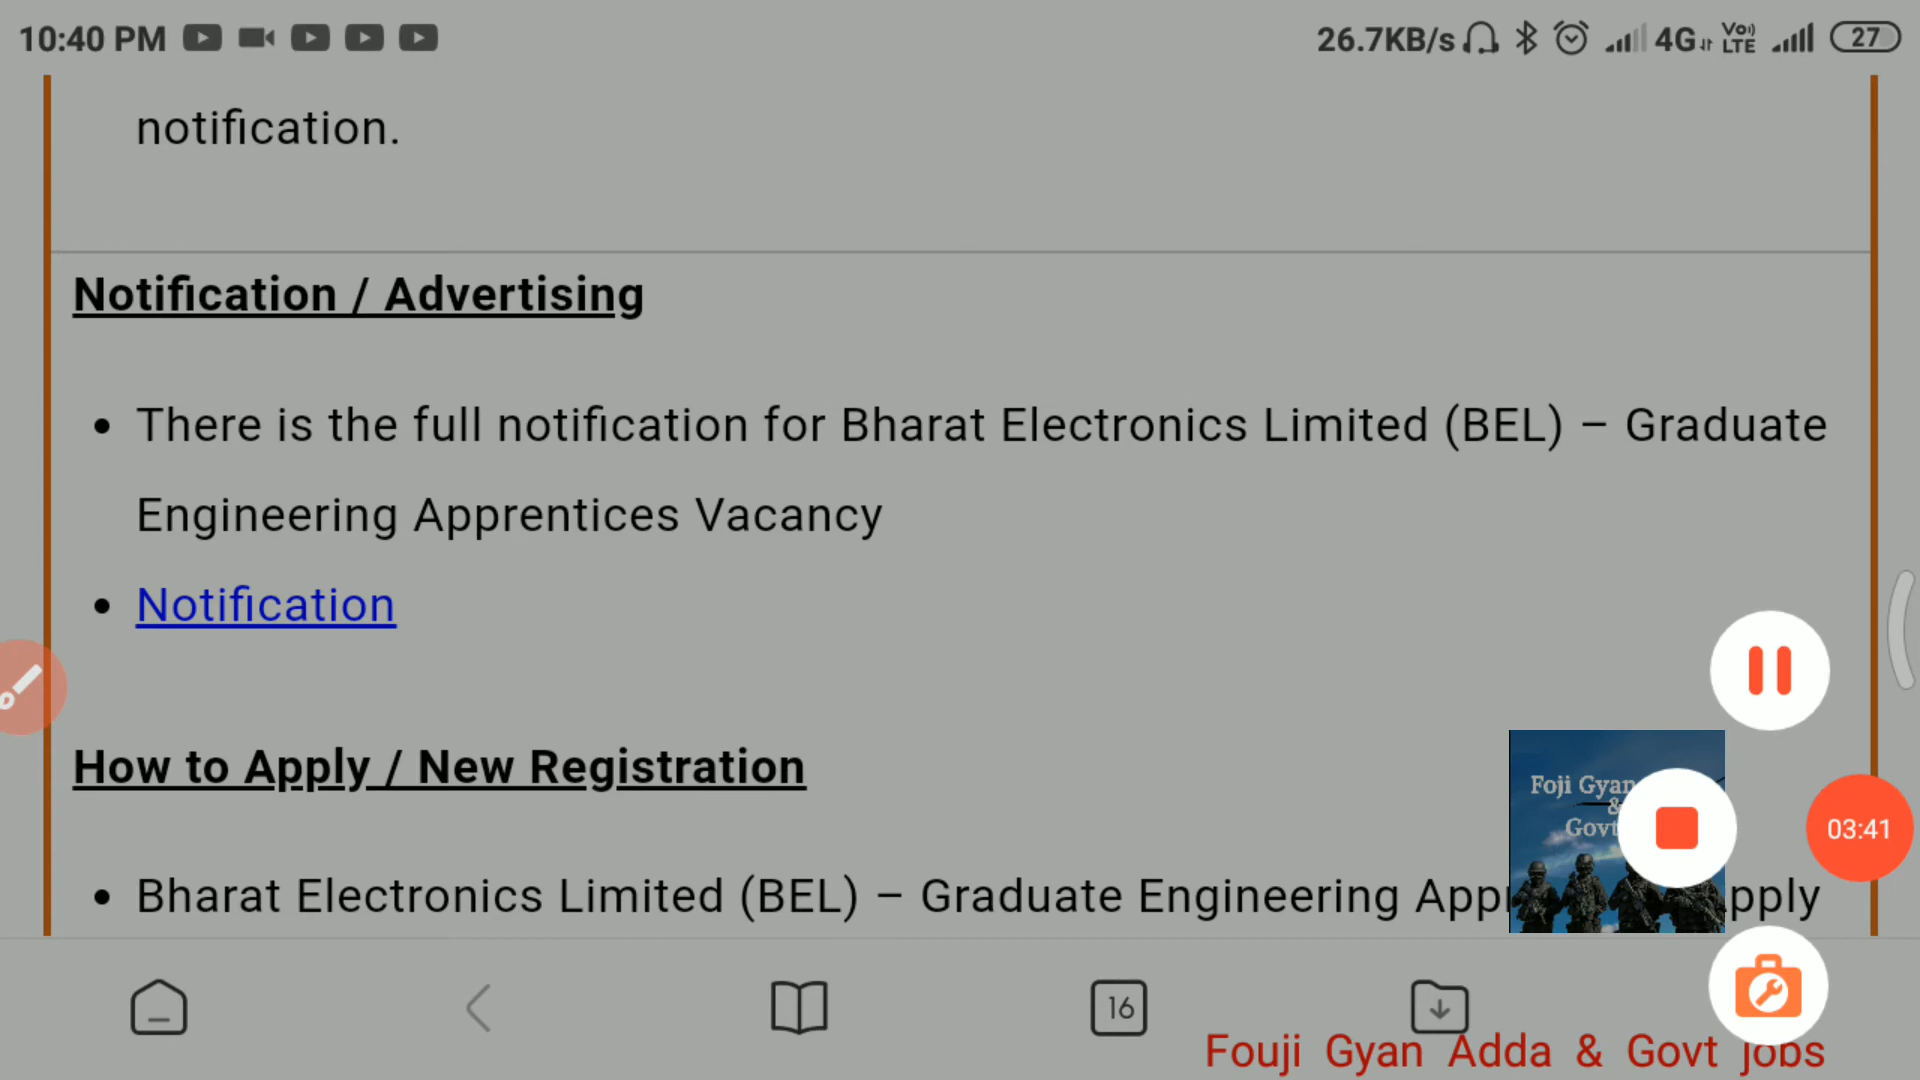 10:40 PM
26.7KB/s 4G VoLTE 27
notification.
Notification / Advertising
• There is the full notification for Bharat Electronics Limited (BEL) – Graduate
Engineering Apprentices Vacancy
• Notification
How to Apply / New Registration
Foji Gyan
&
Govt
03:41
• Bharat Electronics Limited (BEL) – Graduate Engineering
16
Fouji Gyan Adda & Govt jobs